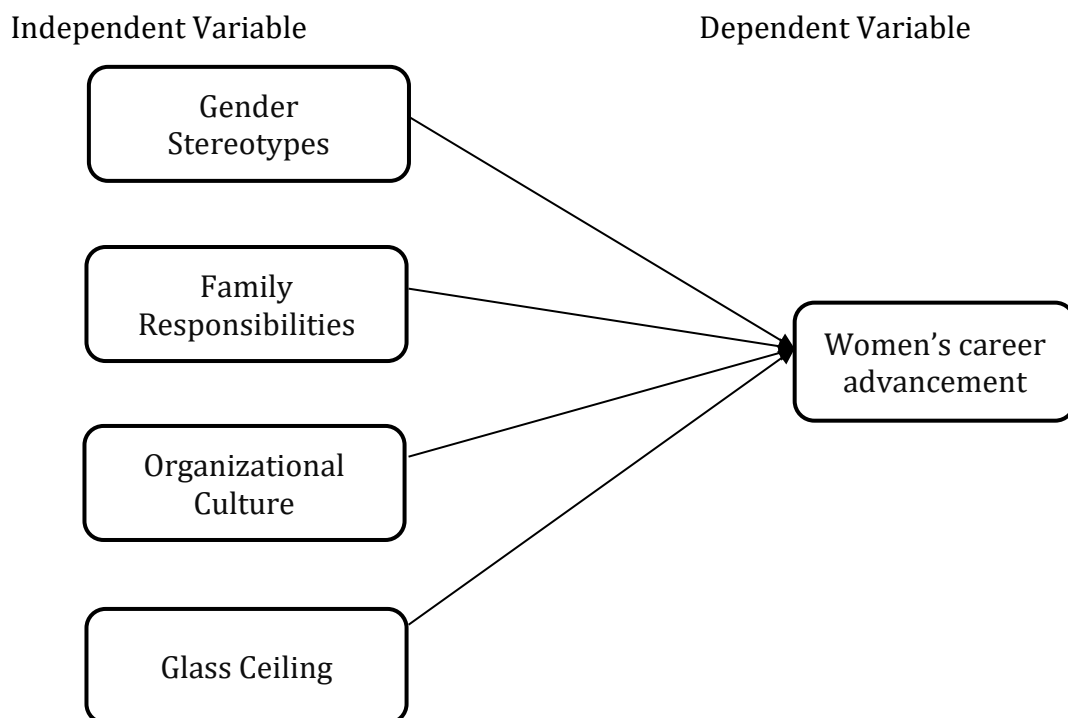 Independent Variable
Dependent Variable
Gender
Stereotypes
Family
Responsibilities
Women’s career
advancement
Organizational
Culture
Glass Ceiling